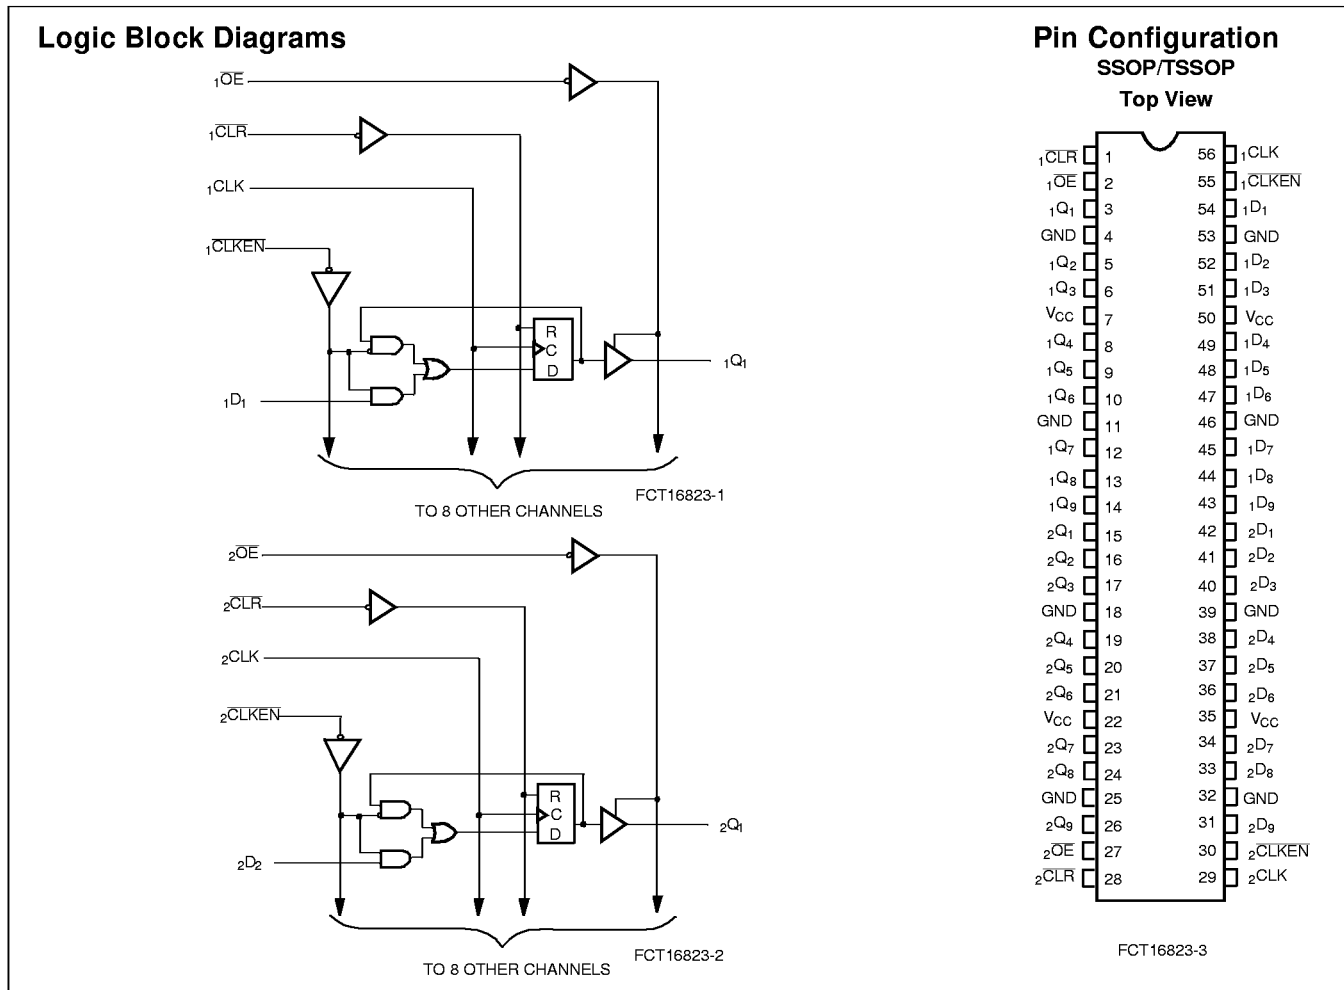 Logic Block Diagrams
1OE
1CLR
1CLK
1CLKEN
R
C
D
1Q1
1D1
TO 8 OTHER CHANNELS
FCT16823-1
2OE
2CLR
2CLK
2CLKEN
R
C
D
2Q1
2D2
TO 8 OTHER CHANNELS
FCT16823-2
Pin Configuration
SSOP/TSSOP
Top View
1CLR 1 56 1CLK
1OE 2 55 1CLKEN
1Q1 3 54 1D1
GND 4 53 GND
1Q2 5 52 1D2
1Q3 6 51 1D3
VCC 7 50 VCC
1Q4 8 49 1D4
1Q5 9 48 1D5
1Q6 10 47 1D6
GND 11 46 GND
1Q7 12 45 1D7
1Q8 13 44 1D8
1Q9 14 43 1D9
2Q1 15 42 2D1
2Q2 16 41 2D2
2Q3 17 40 2D3
GND 18 39 GND
2Q4 19 38 2D4
2Q5 20 37 2D5
2Q6 21 36 2D6
VCC 22 35 VCC
2Q7 23 34 2D7
2Q8 24 33 2D8
GND 25 32 GND
2Q9 26 31 2D9
2OE 27 30 2CLKEN
2CLR 28 29 2CLK
FCT16823-3